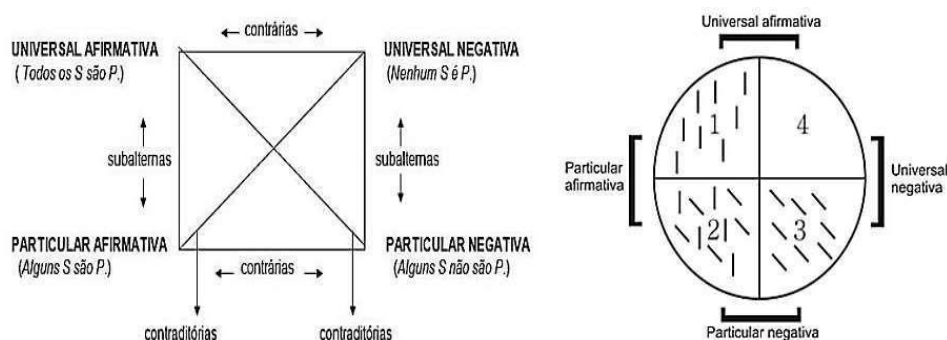 UNIVERSAL AFIRMATIVA
( Todos os S são P.)
contrárias
UNIVERSAL NEGATIVA
(Nenhum S é P.)
subalternas
subalternas
PARTICULAR AFIRMATIVA
(Alguns S são P.)
contrárias
PARTICULAR NEGATIVA
(Alguns S não são P.)
contraditórias
contraditórias
Universal afirmativa
1
4
Particular
afirmativa
Universal
negativa
2
3
Particular negativa